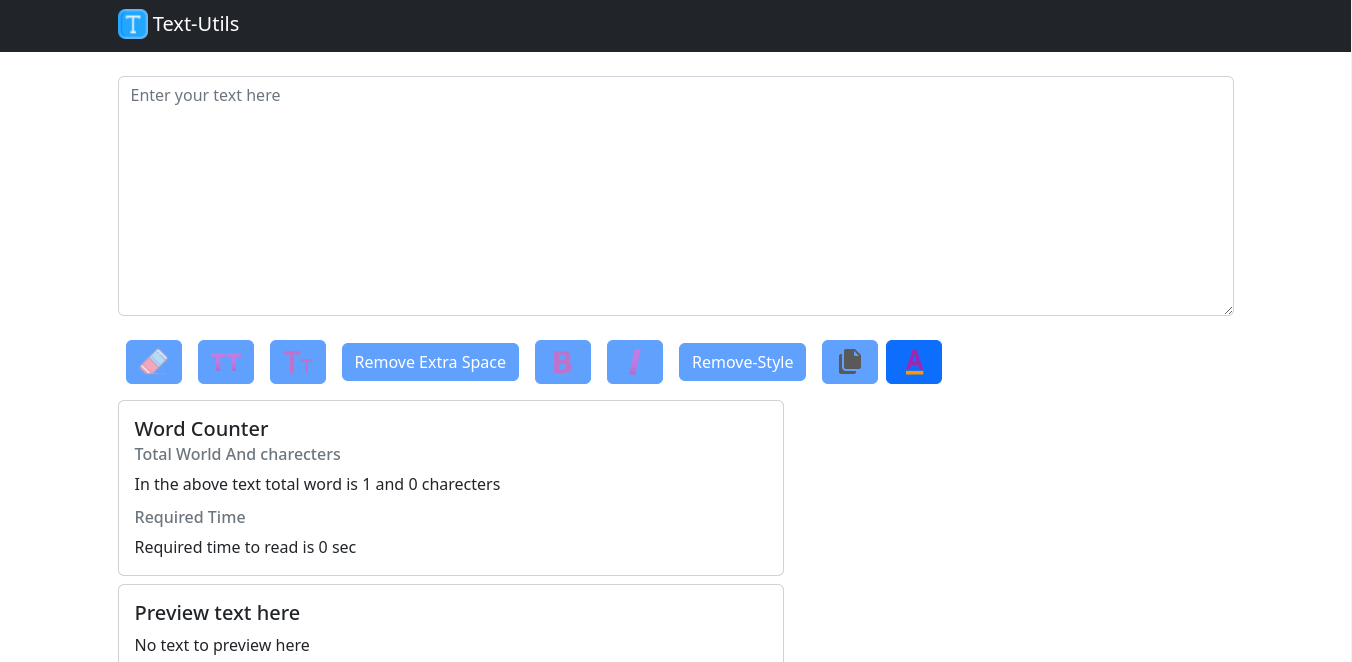 T Text-Utils
Enter your text here
TT TT Remove Extra Space B I Remove-Style A
Word Counter
Total World And charecters
In the above text total word is 1 and 0 charecters
Required Time
Required time to read is 0 sec
Preview text here
No text to preview here